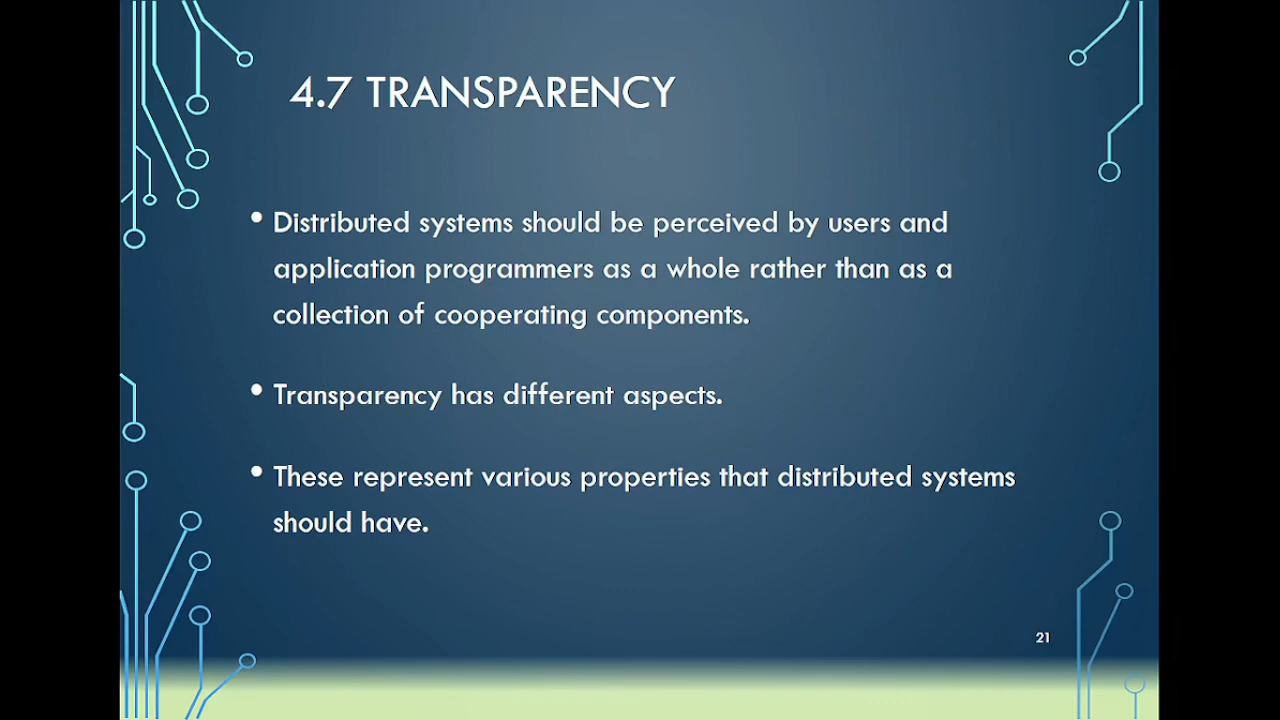 4.7 TRANSPARENCY
• Distributed systems should be perceived by users and
application programmers as a whole rather than as a
collection of cooperating components.
• Transparency has different aspects.
• These represent various properties that distributed systems
should have.
21